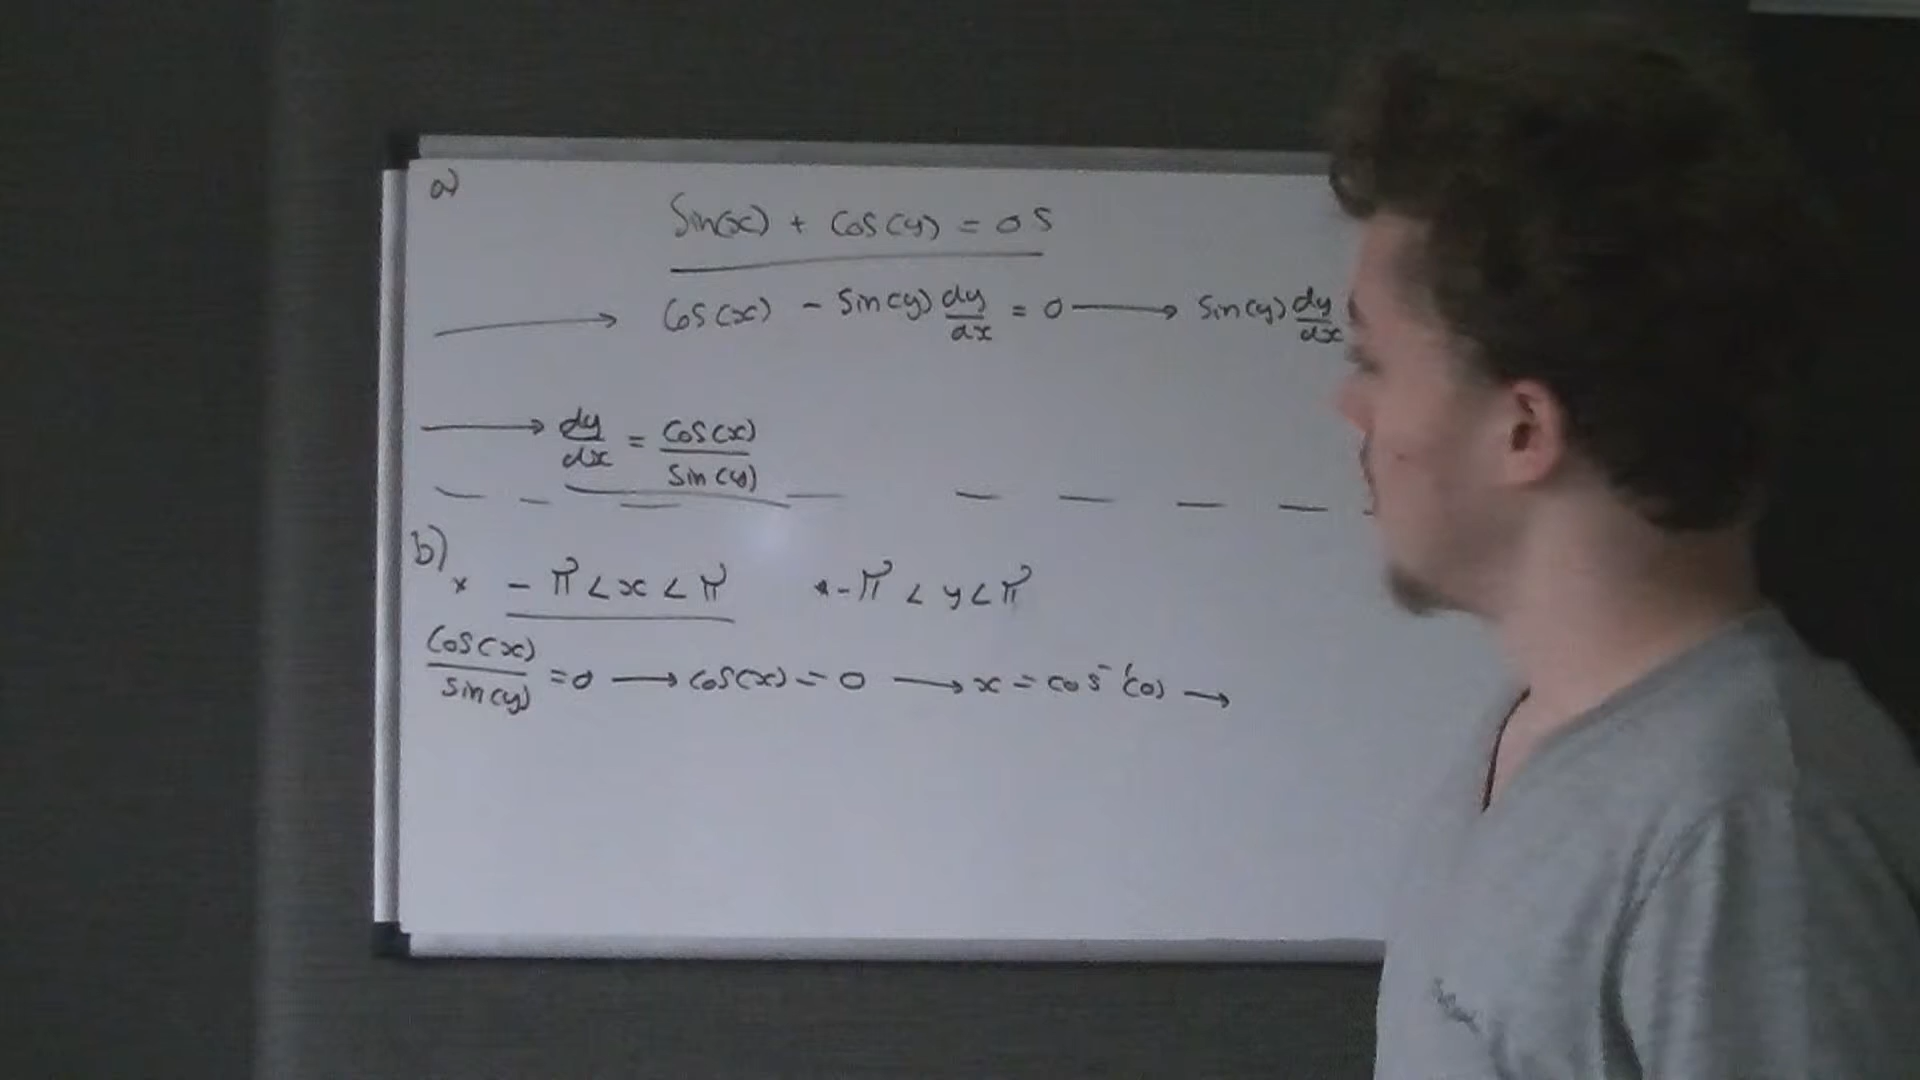 a)
Sin(x) + Cos(y) = 0 5
→ Cos(x) - Sin(y) dy/dx = 0 → Sin(y) dy/dx
→ dy/dx = Cos(x)/Sin(y)
b)
* - π < x < π * - π < y < π
Cos(x)/Sin(y) = 0 → Cos(x) = 0 → x = cos⁻¹(0) →